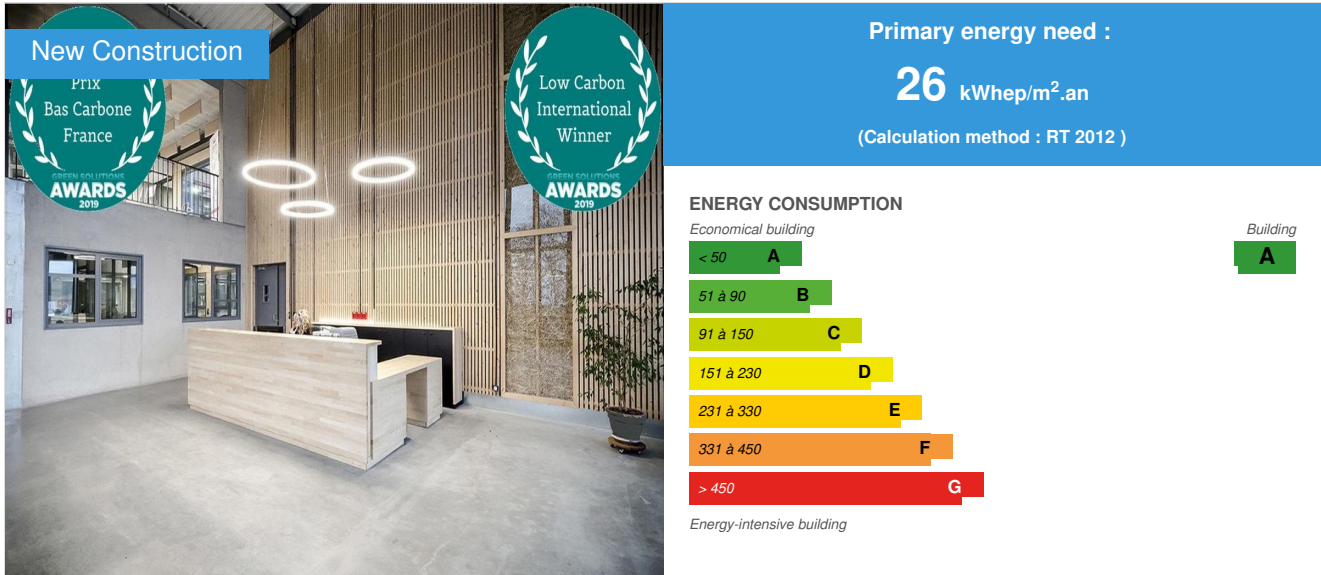 New Construction
Prix
Bas Carbone
France
GREEN SOLUTIONS
AWARDS
2019
Low Carbon
International
Winner
GREEN SOLUTIONS
AWARDS
2019
Primary energy need :
26 kWhep/m².an
(Calculation method : RT 2012 )
ENERGY CONSUMPTION
Economical building
Building
< 50 A
A
51 à 90 B
91 à 150 C
151 à 230 D
231 à 330 E
331 à 450 F
> 450 G
Energy-intensive building